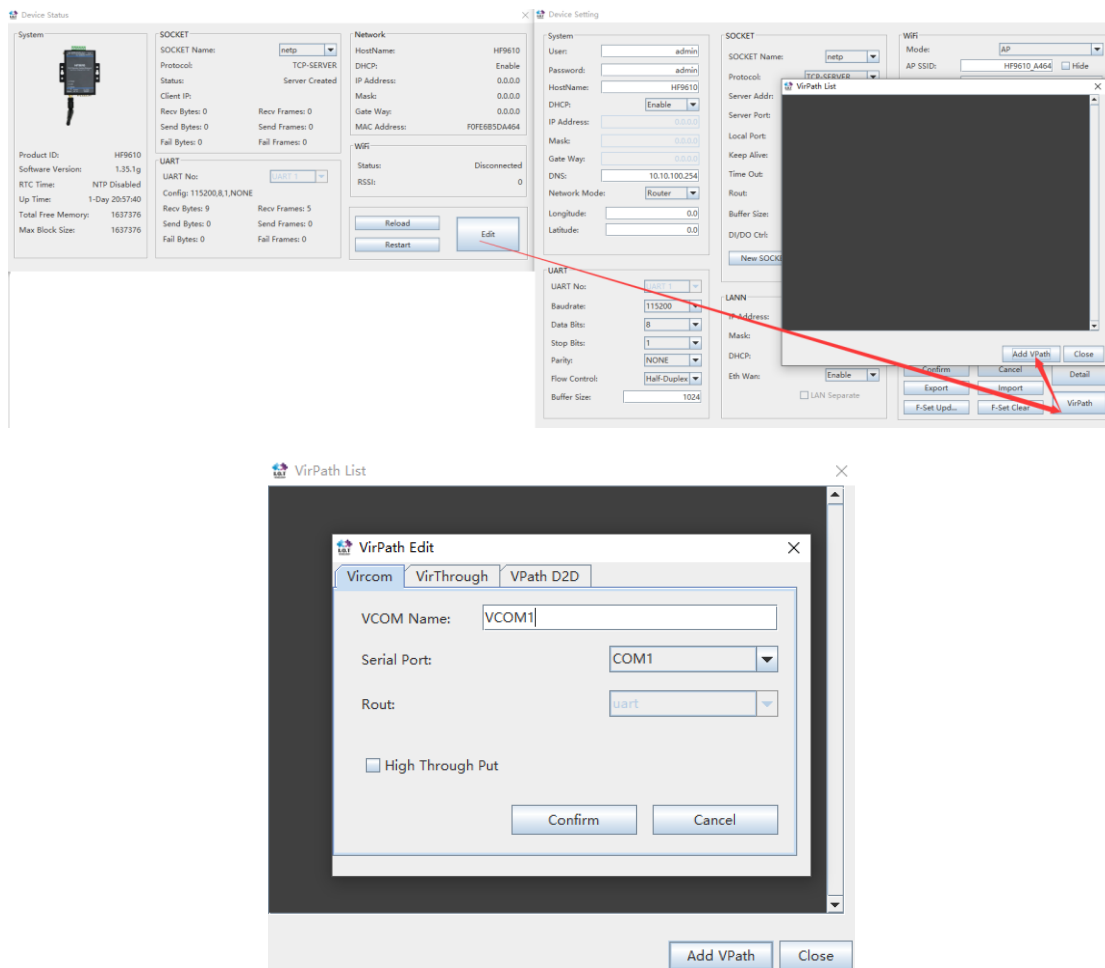 Device Status
System
Product ID: HF9610
Software Version: 1.35.1g
RTC Time: NTP Disabled
Up Time: 1-Day 20:57:40
Total Free Memory: 1637376
Max Block Size: 1637376
SOCKET
SOCKET Name: netp
Protocol: TCP-SERVER
Status: Server Created
Client IP:
Recv Bytes: 0 Recv Frames: 0
Send Bytes: 0 Send Frames: 0
Fail Bytes: 0 Fail Frames: 0
UART
UART No: UART 1
Config: 115200,8,1,NONE
Recv Bytes: 9 Recv Frames: 5
Send Bytes: 0 Send Frames: 0
Fail Bytes: 0 Fail Frames: 0
Network
HostName: HF9610
DHCP: Enable
IP Address: 0.0.0.0
Mask: 0.0.0.0
Gate Way: 0.0.0.0
MAC Address: F0FE6B5DA464
WiFi
Status: Disconnected
RSSI: 0
Reload
Restart
Edit
Device Setting
System
User: admin
Password: admin
HostName: HF9610
DHCP: Enable
IP Address: 0.0.0.0
Mask: 0.0.0.0
Gate Way: 0.0.0.0
DNS: 10.10.100.254
Network Mode: Router
Longitude: 0.0
Latitude: 0.0
UART
UART No: UART 1
Baudrate: 115200
Data Bits: 8
Stop Bits: 1
Parity: NONE
Flow Control: Half-Duplex
Buffer Size: 1024
SOCKET
SOCKET Name: netp
Protocol: TCP-SERVER
Server Addr:
Server Port:
Local Port:
Keep Alive:
Time Out:
Rout:
Buffer Size:
DI/DO Ctrl:
New SOCK
LANN
IP Address:
Mask:
DHCP:
Eth Wan: Enable
LAN Separate
WiFi
Mode: AP
AP SSID: HF9610_A464 Hide
VirPath List
Add VPath Close
Confirm Cancel Detail
Export Import
F-Set Upd... F-Set Clear VirPath
VirPath List
VirPath Edit
Vircom VirThrough VPath D2D
VCOM Name: VCOM1
Serial Port: COM1
Rout: uart
High Through Put
Confirm Cancel
Add VPath Close